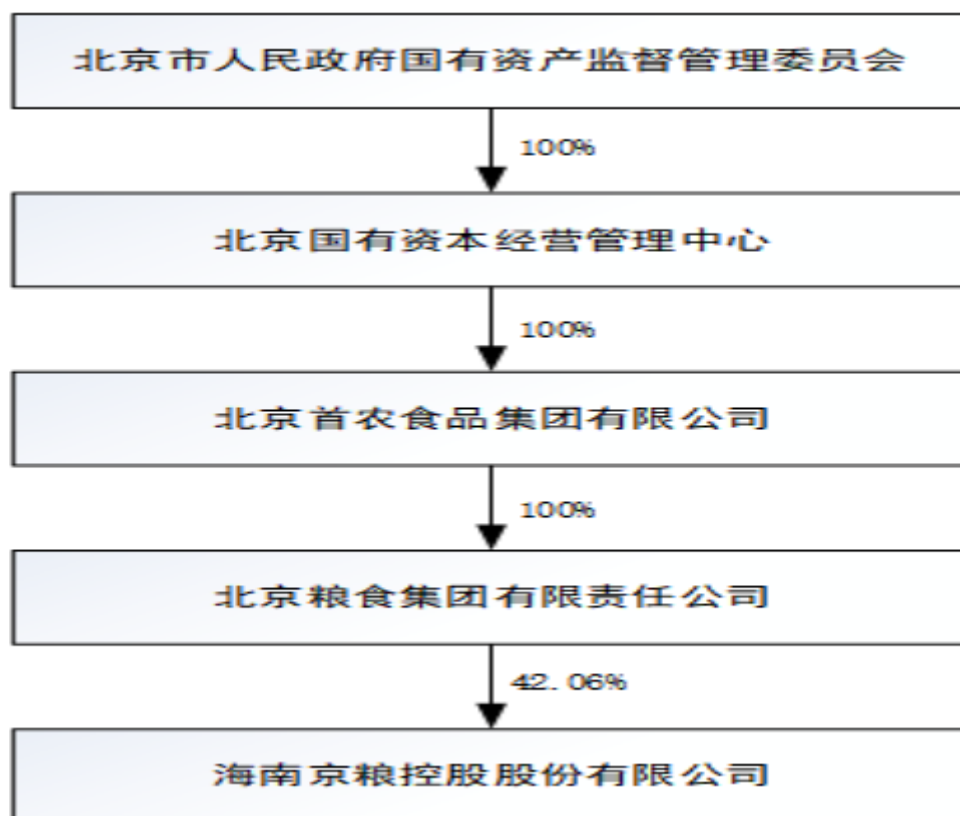 北京市人民政府国有资产监督管理委员会
100%
北京国有资本经营管理中心
100%
北京首农食品集团有限公司
100%
北京粮食集团有限责任公司
42.06%
海南京粮控股股份有限公司